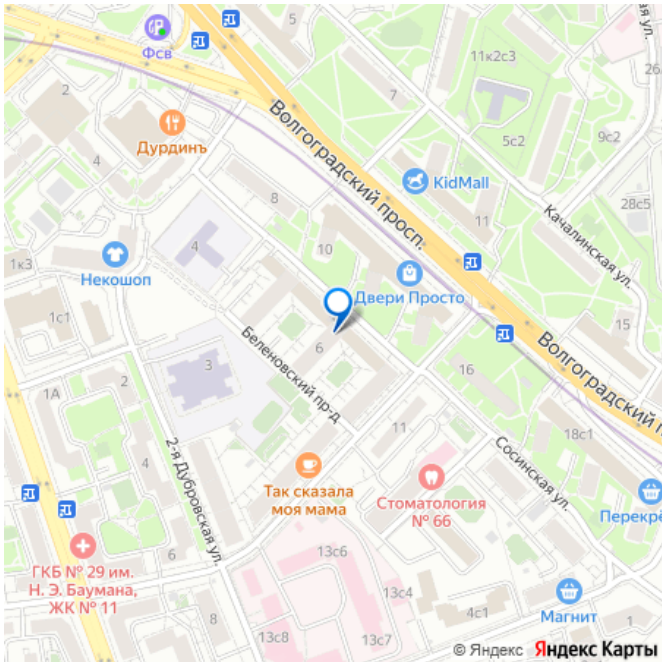 ФСВ
11к2с3
26
2
7
Дурдинъ
5с2
9с2
4
Волгоградский просп.
KidMall
8
28с5
11
Качалинская ул.
4
10
1к3
Некошоп
Двери Просто
Волгоградский
15
1с1
6
Беленовский пр-д
3
16
1А
2
2-я Дубровская ул.
11
18с1
4
Сосинская ул.
Так сказала
моя мама
Стоматология
№ 66
Перекрё
6
13с6
ГКБ № 29 им.
Н. Э. Баумана,
ЖК № 11
13с4
8
4с1
Магнит
1
13с8
13с7
© Яндекс Яндекс Карты